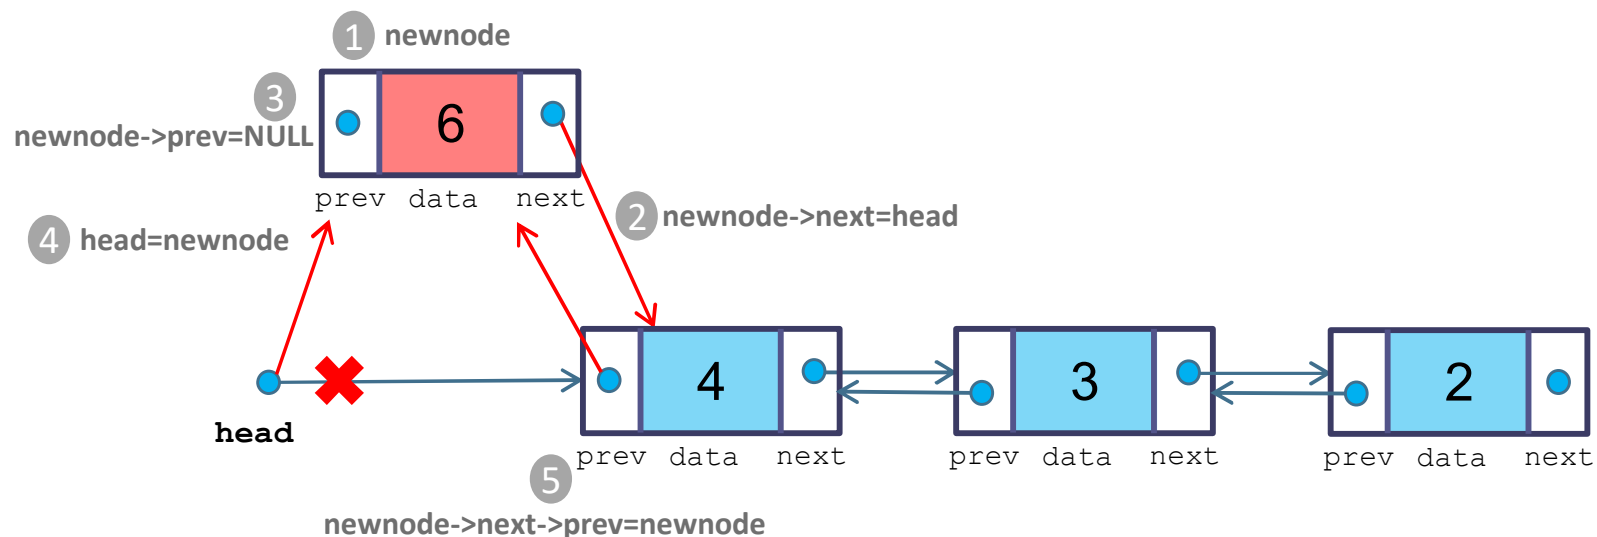 1 newnode
3
newnode->prev=NULL
6
prev data next
2 newnode->next=head
4 head=newnode
4
3
2
head
prev data next
prev data next
prev data next
5
newnode->next->prev=newnode